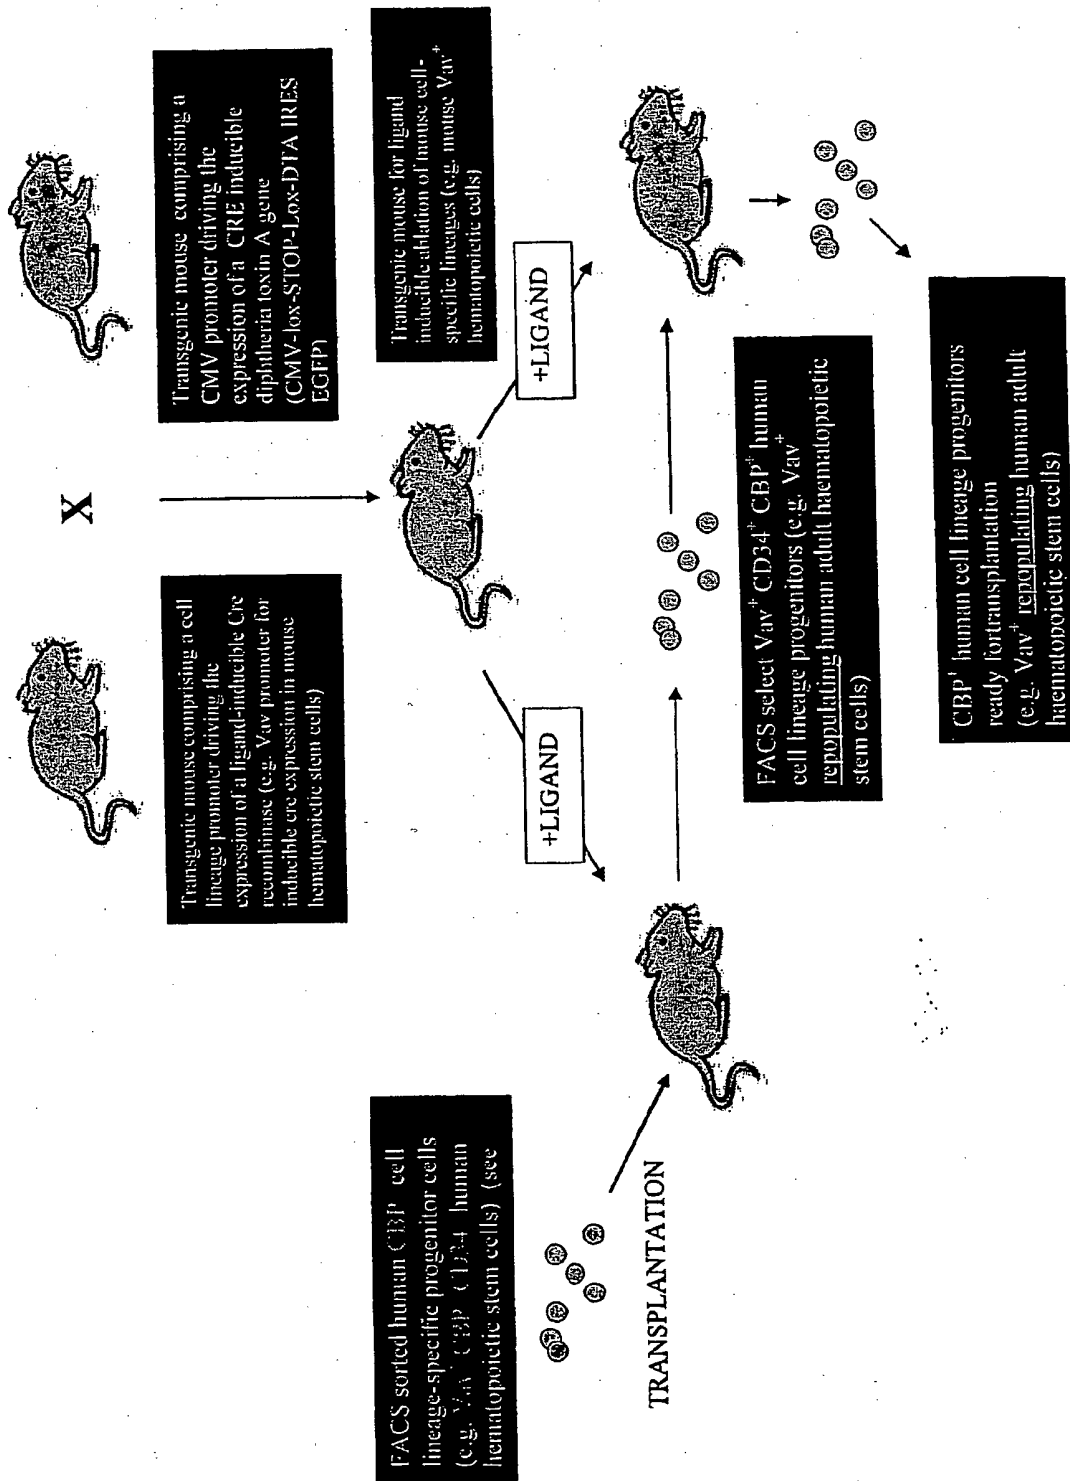 Transgenic mouse comprising a cell
lineage promoter driving the
expression of a ligand-inducible Cre
recombinase (e.g. Vav promoter for
inducible cre expression in mouse
hematopoietic stem cells)
X
Transgenic mouse comprising a
CMV promoter driving the
expression of a CRE inducible
diphtheria toxin A gene
(CMV-lox-STOP-Lox-DTA IRES
EGFP)
Transgenic mouse for ligand
inducible ablation of mouse cell-
specific lineages (e.g. mouse Vav+
hematopoietic cells)
+LIGAND
+LIGAND
FACS sorted human CBP cell
lineage-specific progenitor cells
(e.g. Vav+ CBP CD34 human
hematopoietic stem cells) (see
TRANSPLANTATION
FACS select Vav+ CD34+ CBP+ human
cell lineage progenitors (e.g. Vav+
repopulating human adult haematopoietic
stem cells)
CBP+ human cell lineage progenitors
ready fortransplantation
(e.g. Vav+ repopulating human adult
haematopoietic stem cells)